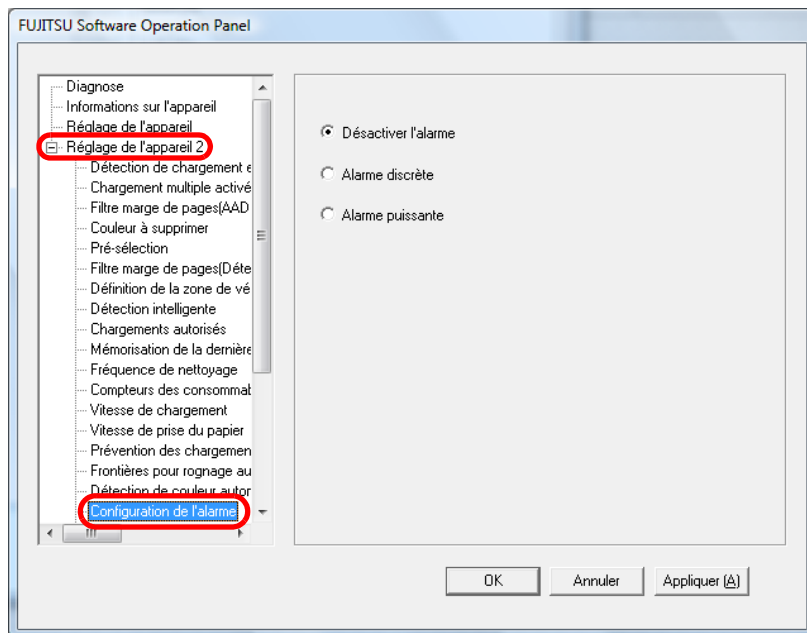 FUJITSU Software Operation Panel
Diagnose
Informations sur l'appareil
Réglage de l'appareil
Réglage de l'appareil 2
Détection de chargement e
Chargement multiple activé
Filtre marge de pages(AAD
Couleur à supprimer
Pré-sélection
Filtre marge de pages(Déte
Définition de la zone de vé
Détection intelligente
Chargements autorisés
Mémorisation de la dernière
Fréquence de nettoyage
Compteurs des consommab
Vitesse de chargement
Vitesse de prise du papier
Prévention des chargemen
Frontières pour rognage au
Détection de couleur autor
Configuration de l'alarme
Désactiver l'alarme
Alarme discrète
Alarme puissante
OK
Annuler
Appliquer (A)